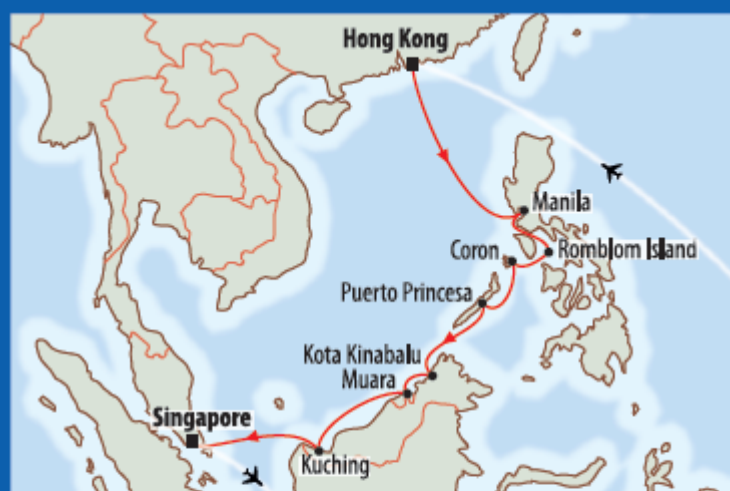 Hong Kong
Manila
Coron
Romblom Island
Puerto Princesa
Kota Kinabalu
Muara
Singapore
Kuching